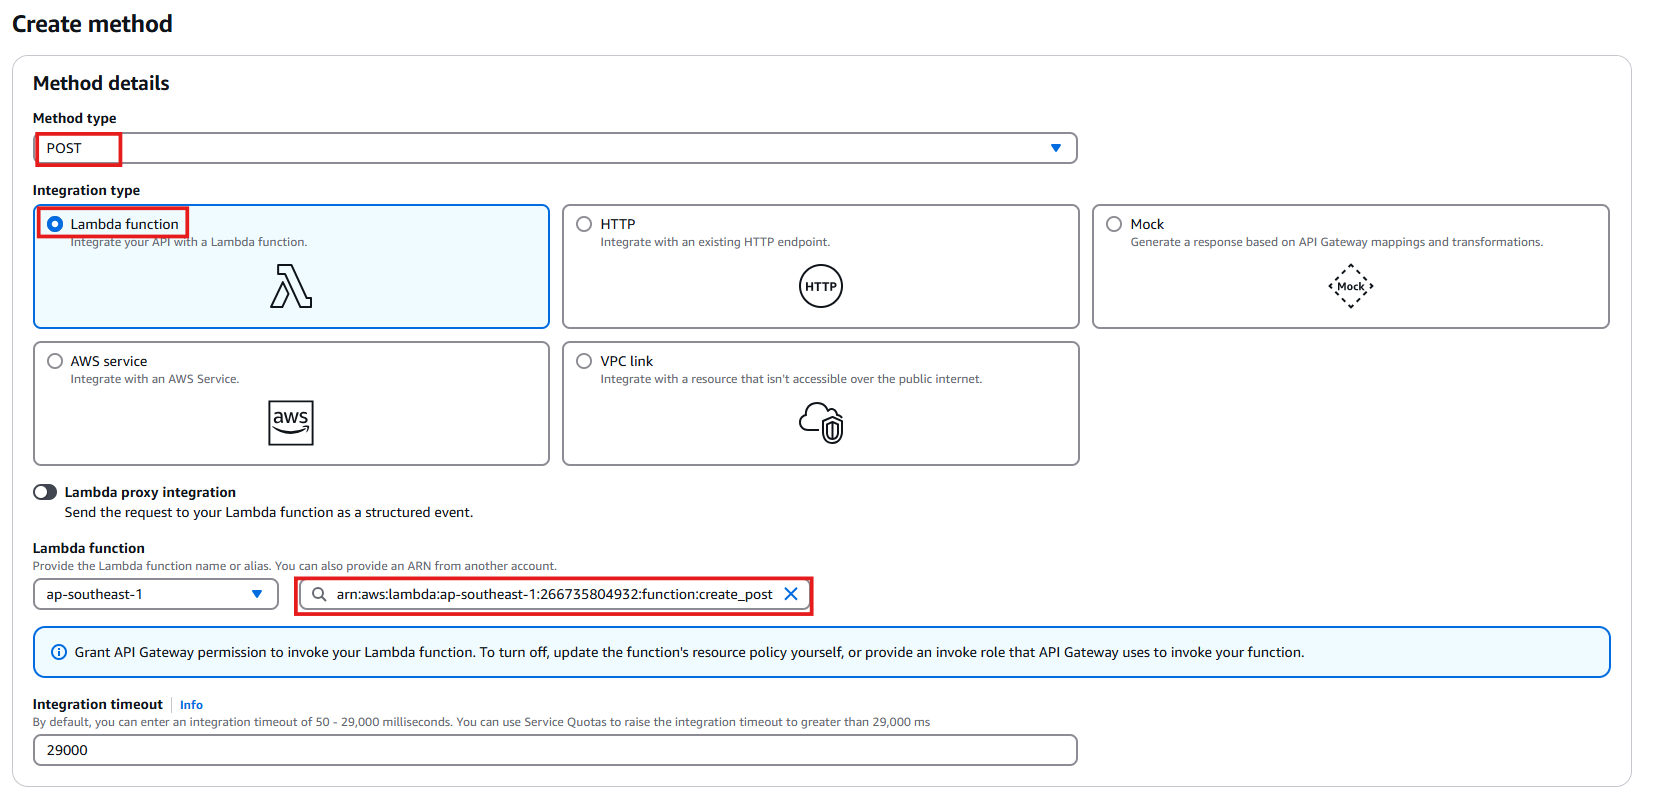 Create method
Method details
Method type
POST
Integration type
Lambda function
Integrate your API with a Lambda function.
HTTP
Integrate with an existing HTTP endpoint.
HTTP
Mock
Generate a response based on API Gateway mappings and transformations.
Mock
AWS service
Integrate with an AWS Service.
aws
VPC link
Integrate with a resource that isn't accessible over the public internet.
Lambda proxy integration
Send the request to your Lambda function as a structured event.
Lambda function
Provide the Lambda function name or alias. You can also provide an ARN from another account.
ap-southeast-1
arn:aws:lambda:ap-southeast-1:266735804932:function:create_post
Grant API Gateway permission to invoke your Lambda function. To turn off, update the function's resource policy yourself, or provide an invoke role that API Gateway uses to invoke your function.
Integration timeout Info
By default, you can enter an integration timeout of 50 - 29,000 milliseconds. You can use Service Quotas to raise the integration timeout to greater than 29,000 ms
29000